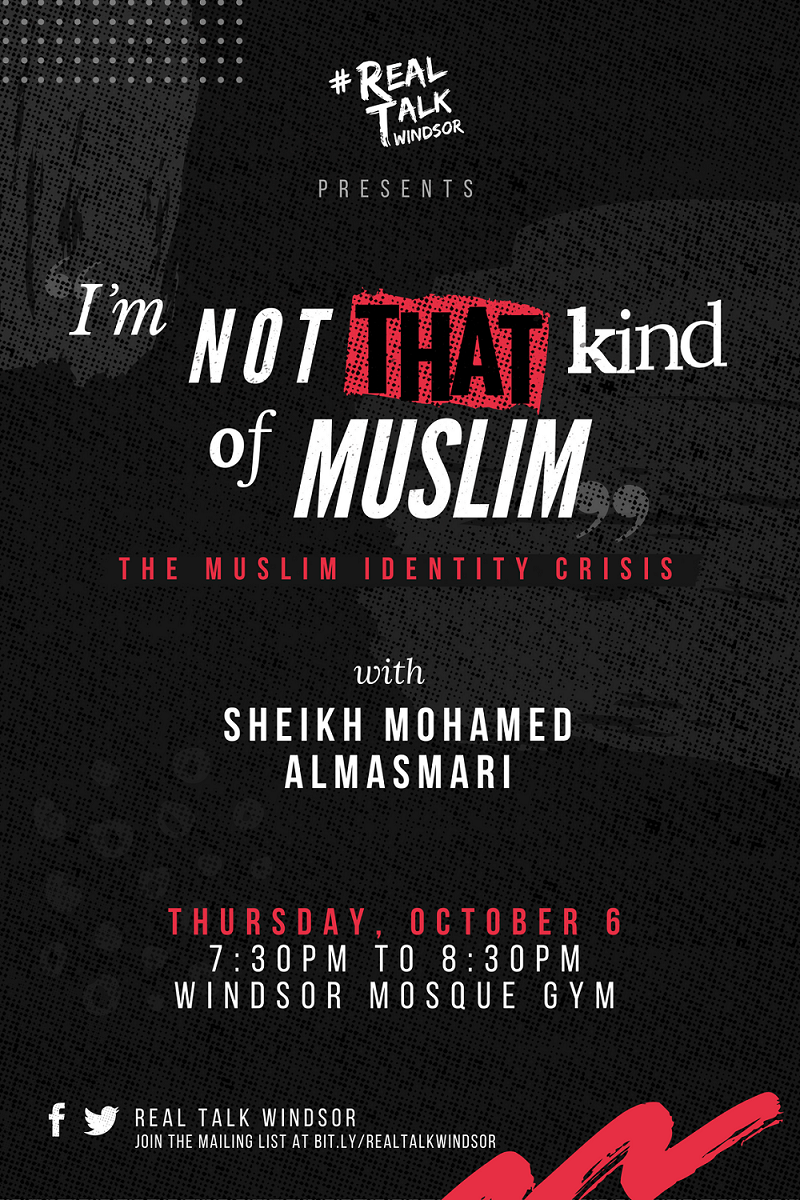 #REAL
TALK
WINDSOR
PRESENTS
“I’m NOT THAT kind
of MUSLIM”
THE MUSLIM IDENTITY CRISIS
with
SHEIKH MOHAMED
ALMASMARI
THURSDAY, OCTOBER 6
7:30PM TO 8:30PM
WINDSOR MOSQUE GYM
f
REAL TALK WINDSOR
JOIN THE MAILING LIST AT BIT.LY/REALTALKWINDSOR